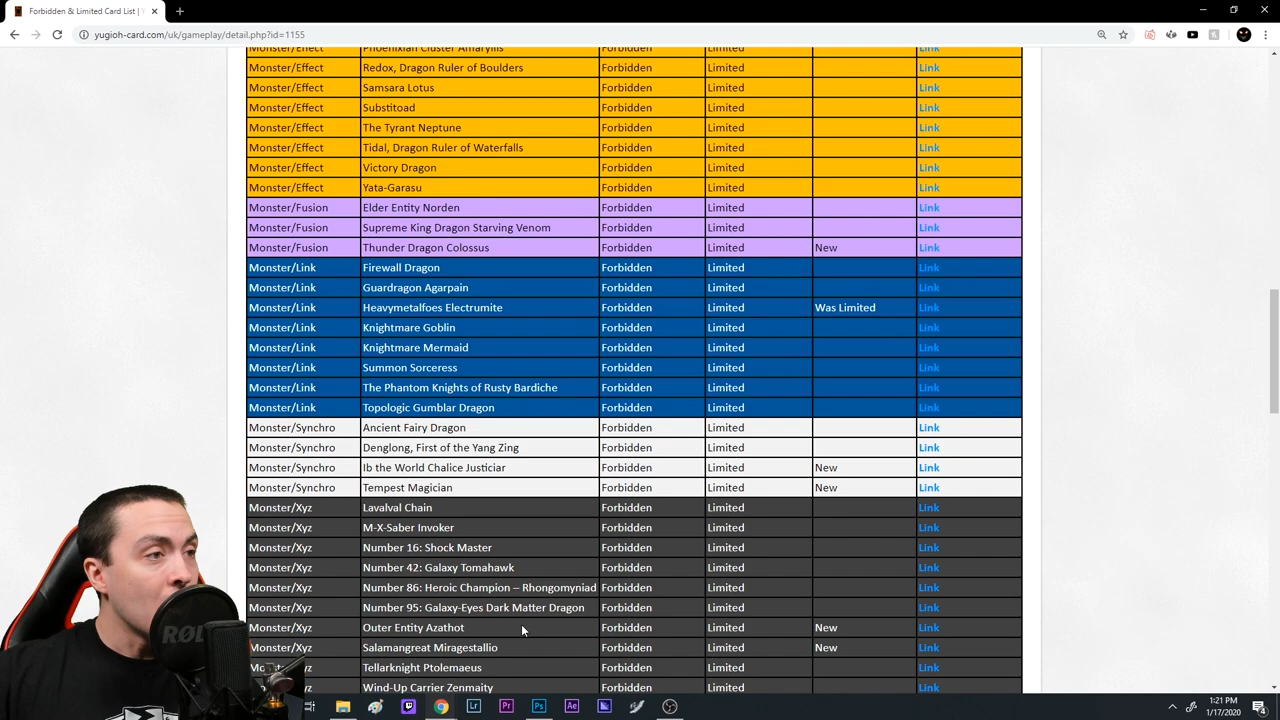 Forbidden & Limited Card List | Y
yugioh-card.com/uk/gameplay/detail.php?id=1155
Monster/Effect Phoenixian Cluster Amaryllis Forbidden Limited Link
Monster/Effect Redox, Dragon Ruler of Boulders Forbidden Limited Link
Monster/Effect Samsara Lotus Forbidden Limited Link
Monster/Effect Substitoad Forbidden Limited Link
Monster/Effect The Tyrant Neptune Forbidden Limited Link
Monster/Effect Tidal, Dragon Ruler of Waterfalls Forbidden Limited Link
Monster/Effect Victory Dragon Forbidden Limited Link
Monster/Effect Yata-Garasu Forbidden Limited Link
Monster/Fusion Elder Entity Norden Forbidden Limited Link
Monster/Fusion Supreme King Dragon Starving Venom Forbidden Limited Link
Monster/Fusion Thunder Dragon Colossus Forbidden Limited New Link
Monster/Link Firewall Dragon Forbidden Limited Link
Monster/Link Guardragon Agarpain Forbidden Limited Link
Monster/Link Heavymetalfoes Electrumite Forbidden Limited Was Limited Link
Monster/Link Knightmare Goblin Forbidden Limited Link
Monster/Link Knightmare Mermaid Forbidden Limited Link
Monster/Link Summon Sorceress Forbidden Limited Link
Monster/Link The Phantom Knights of Rusty Bardiche Forbidden Limited Link
Monster/Link Topologic Gumblar Dragon Forbidden Limited Link
Monster/Synchro Ancient Fairy Dragon Forbidden Limited Link
Monster/Synchro Denglong, First of the Yang Zing Forbidden Limited Link
Monster/Synchro Ib the World Chalice Justiciar Forbidden Limited New Link
Monster/Synchro Tempest Magician Forbidden Limited New Link
Monster/Xyz Lavalval Chain Forbidden Limited Link
Monster/Xyz M-X-Saber Invoker Forbidden Limited Link
Monster/Xyz Number 16: Shock Master Forbidden Limited Link
Monster/Xyz Number 42: Galaxy Tomahawk Forbidden Limited Link
Monster/Xyz Number 86: Heroic Champion – Rhongomyniad Forbidden Limited Link
Monster/Xyz Number 95: Galaxy-Eyes Dark Matter Dragon Forbidden Limited Link
Monster/Xyz Outer Entity Azathot Forbidden Limited New Link
Monster/Xyz Salamangreat Miragestallio Forbidden Limited New Link
Monster/Xyz Tellarknight Ptolemaeus Forbidden Limited Link
Wind-Up Carrier Zenmaity Forbidden Limited Link
RØD
Lr Pr Ps Ae
1:21 PM
1/17/2020
4